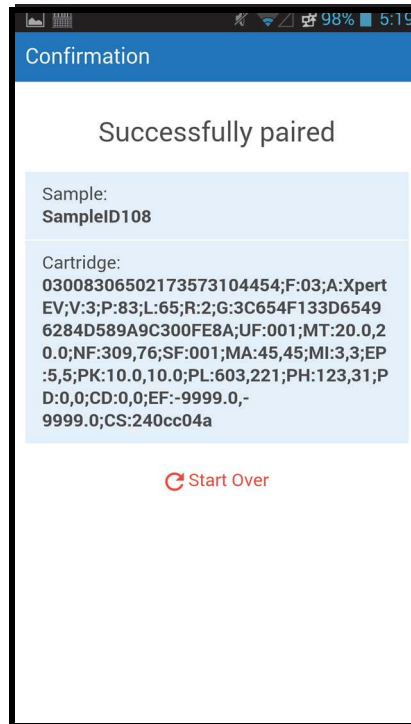 98% 5:19
Confirmation
Successfully paired
Sample:
SampleID108
Cartridge:
03008306502173573104454;F:03;A:Xpert
EV;V:3;P:83;L:65;R:2;G:3C654F133D6549
6284D589A9C300FE8A;UF:001;MT:20.0,2
0.0;NF:309,76;SF:001;MA:45,45;MI:3,3;EP
:5,5;PK:10.0,10.0;PL:603,221;PH:123,31;P
D:0,0;CD:0,0;EF:-9999.0,-
9999.0;CS:240cc04a
Start Over